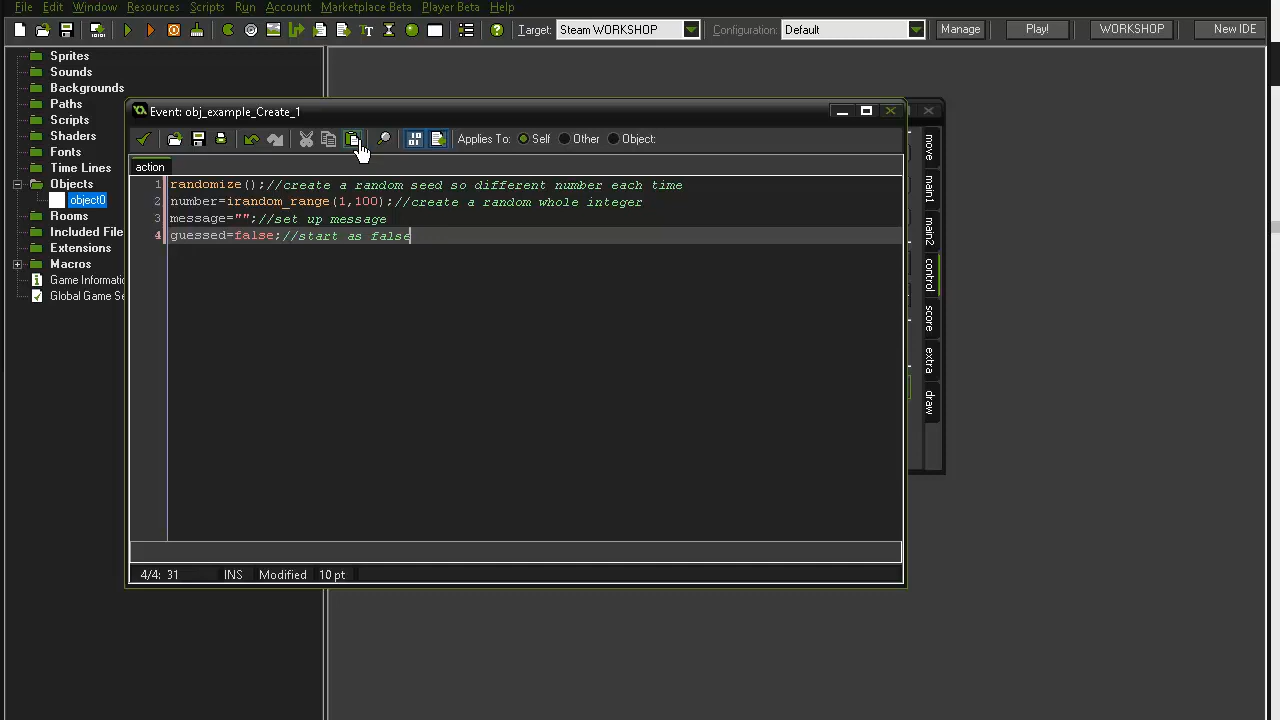 File Edit Window Resources Scripts Run Account Marketplace Beta Player Beta Help
Target: Steam WORKSHOP Configuration: Default Manage Play! WORKSHOP New IDE
Sprites
Sounds
Backgrounds
Paths
Scripts
Shaders
Fonts
Time Lines
Objects
object0
Rooms
Included File
Extensions
Macros
Game Informatio
Global Game Se
Event: obj_example_Create_1
Applies To: Self Other Object:
action
1 randomize();//create a random seed so different number each time
2 number=irandom_range(1,100);//create a random whole integer
3 message="";//set up message
4 guessed=false;//start as false
4/4: 31 INS Modified 10 pt
move
main1
main2
control
score
extra
draw